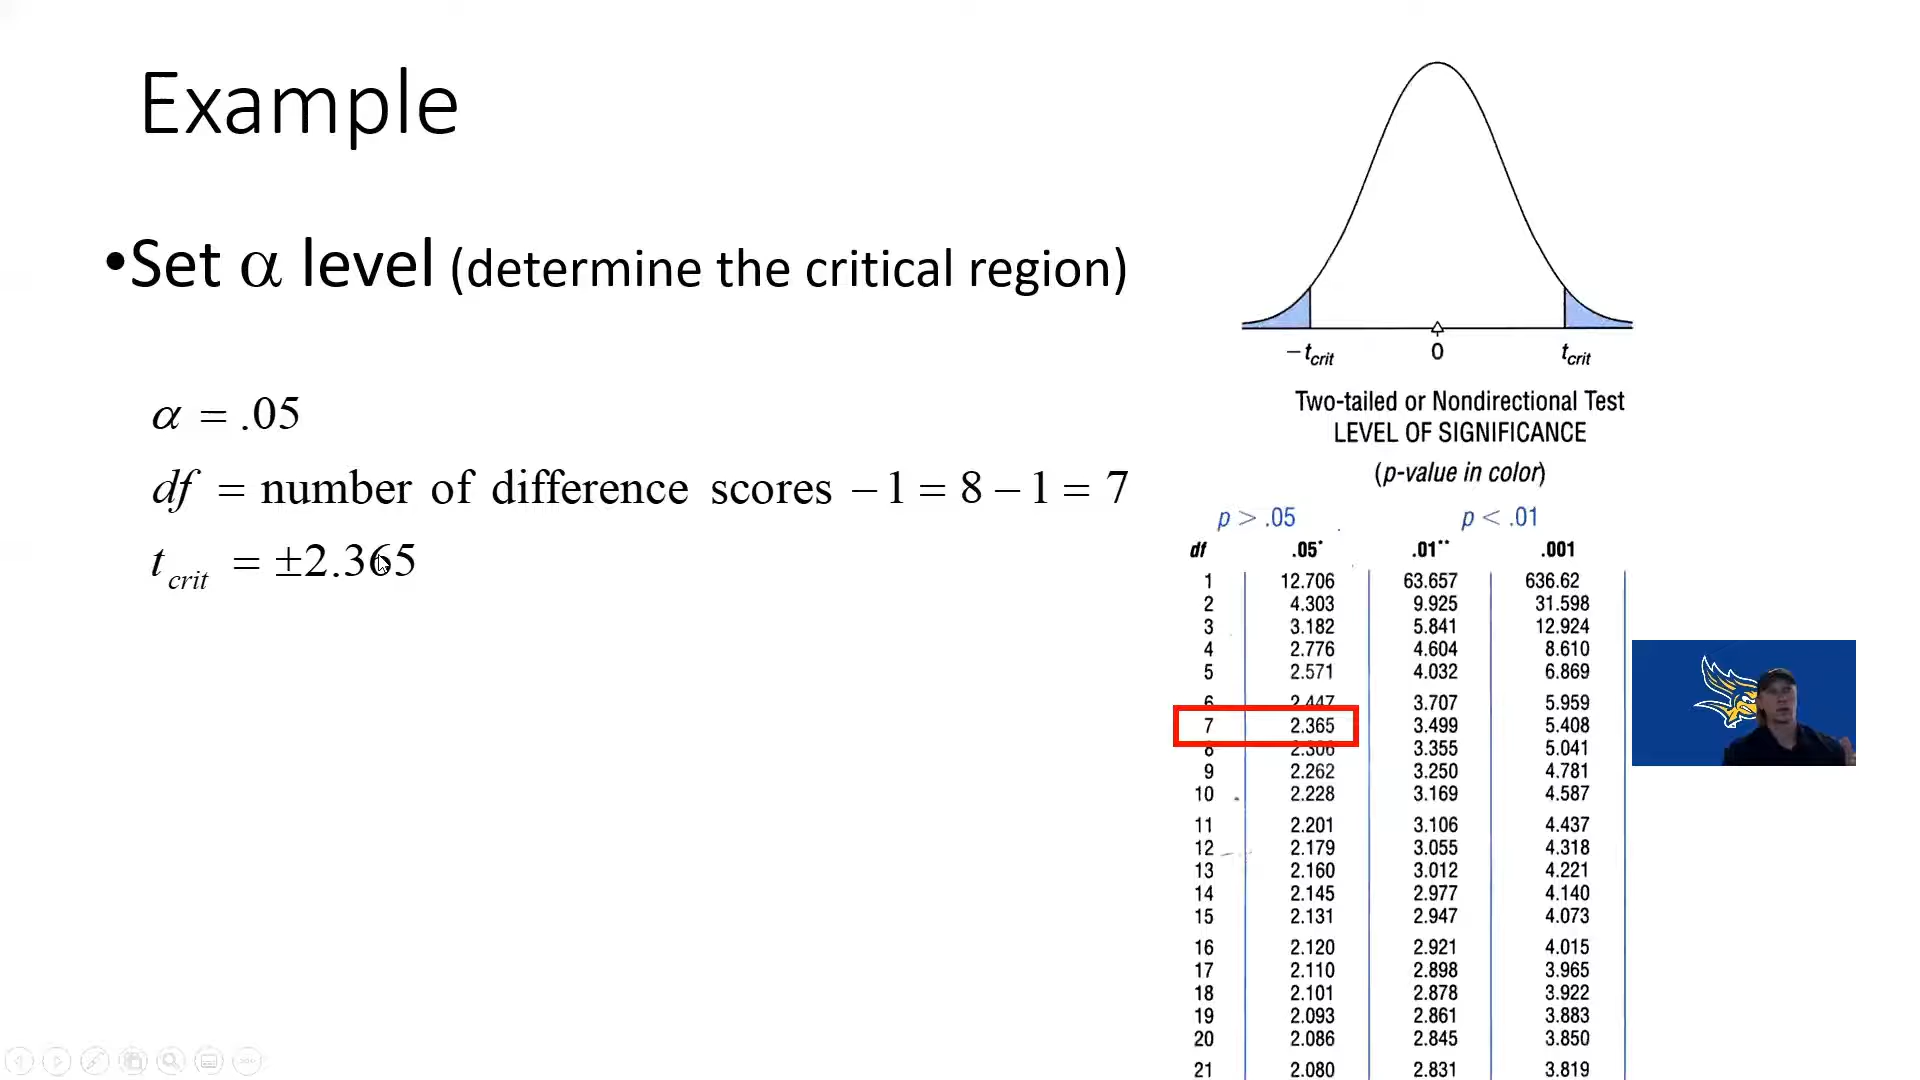 Example
•Set α level (determine the critical region)
α = .05
df = number of difference scores − 1 = 8 − 1 = 7
t crit = ±2.365
−tcrit 0 tcrit
Two-tailed or Nondirectional Test
LEVEL OF SIGNIFICANCE
(p-value in color)
p > .05 p < .01
df .05* .01** .001
1 12.706 63.657 636.62
2 4.303 9.925 31.598
3 3.182 5.841 12.924
4 2.776 4.604 8.610
5 2.571 4.032 6.869
6 2.447 3.707 5.959
7 2.365 3.499 5.408
8 2.306 3.355 5.041
9 2.262 3.250 4.781
10 2.228 3.169 4.587
11 2.201 3.106 4.437
12 2.179 3.055 4.318
13 2.160 3.012 4.221
14 2.145 2.977 4.140
15 2.131 2.947 4.073
16 2.120 2.921 4.015
17 2.110 2.898 3.965
18 2.101 2.878 3.922
19 2.093 2.861 3.883
20 2.086 2.845 3.850
21 2.080 2.831 3.819